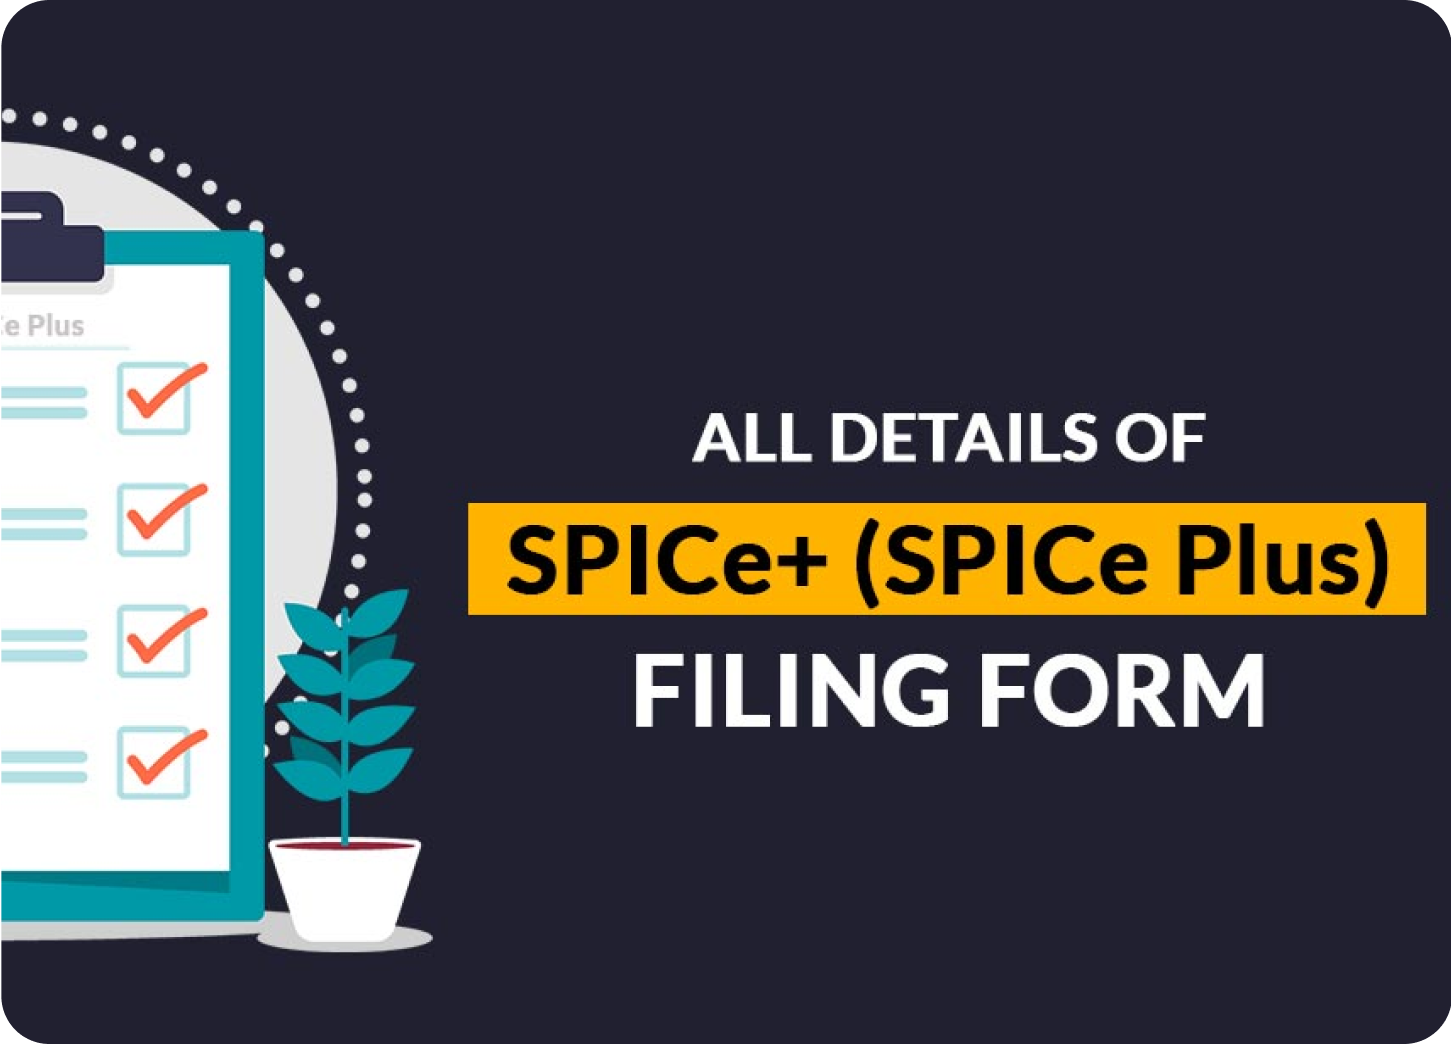 e Plus
ALL DETAILS OF
SPICe+ (SPICe Plus)
FILING FORM